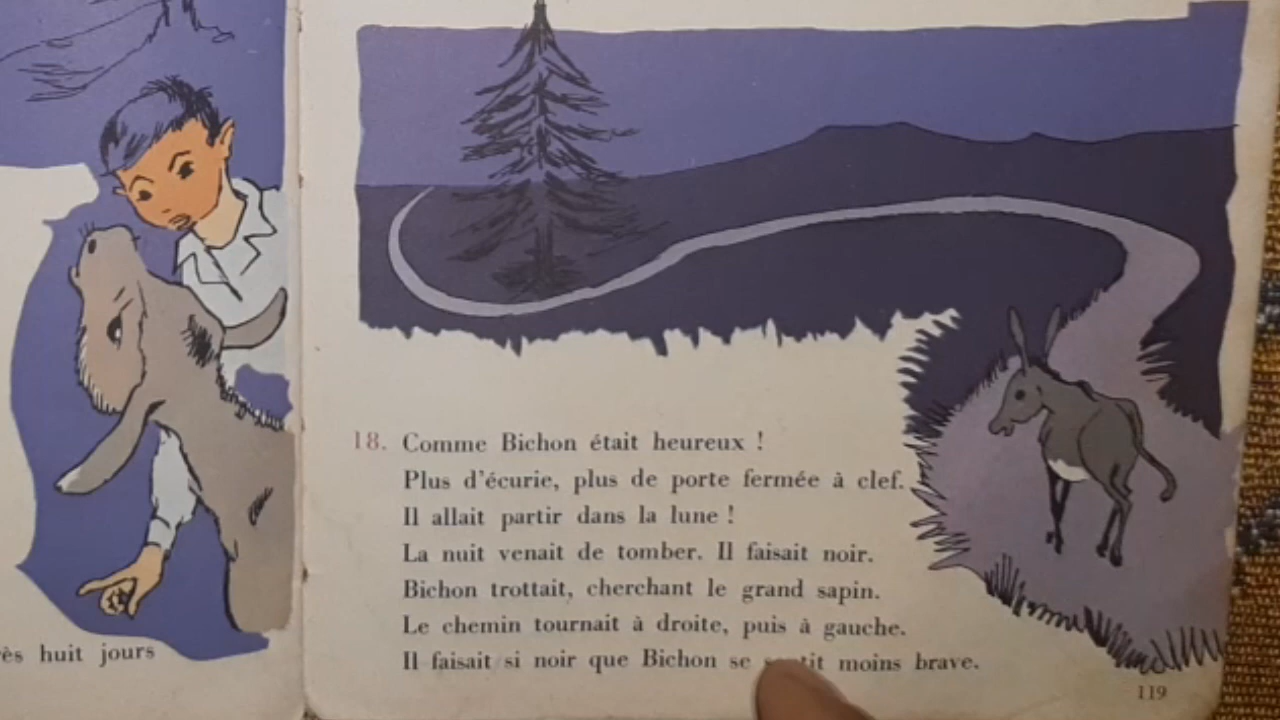 ès huit jours
18. Comme Bichon était heureux !
Plus d'écurie, plus de porte fermée à clef.
Il allait partir dans la lune !
La nuit venait de tomber. Il faisait noir.
Bichon trottait, cherchant le grand sapin.
Le chemin tournait à droite, puis à gauche.
Il faisait si noir que Bichon se moins brave.
119